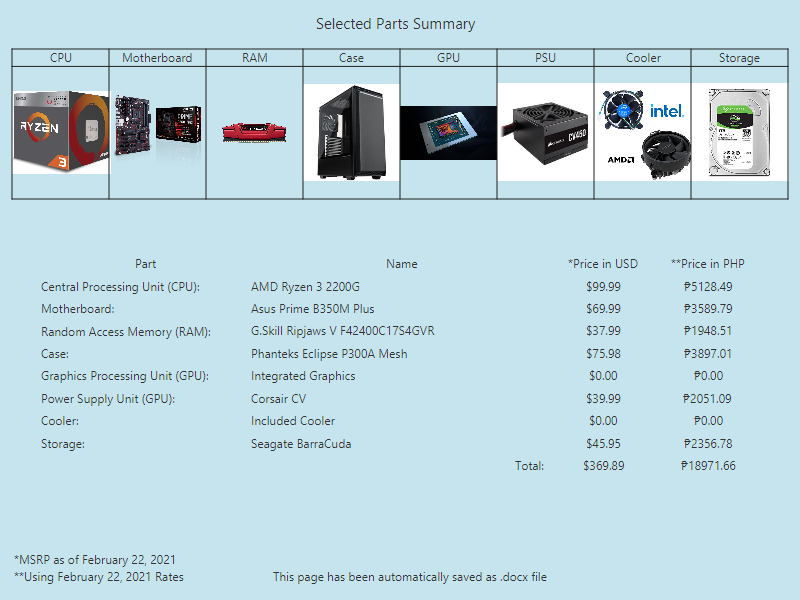 Selected Parts Summary
CPU Motherboard RAM Case GPU PSU Cooler Storage
RYZEN
3
PRIME
CV450
intel
AMD
Part Name *Price in USD **Price in PHP
Central Processing Unit (CPU): AMD Ryzen 3 2200G $99.99 ₱5128.49
Motherboard: Asus Prime B350M Plus $69.99 ₱3589.79
Random Access Memory (RAM): G.Skill Ripjaws V F42400C17S4GVR $37.99 ₱1948.51
Case: Phanteks Eclipse P300A Mesh $75.98 ₱3897.01
Graphics Processing Unit (GPU): Integrated Graphics $0.00 ₱0.00
Power Supply Unit (GPU): Corsair CV $39.99 ₱2051.09
Cooler: Included Cooler $0.00 ₱0.00
Storage: Seagate BarraCuda $45.95 ₱2356.78
Total: $369.89 ₱18971.66
*MSRP as of February 22, 2021
**Using February 22, 2021 Rates This page has been automatically saved as .docx file